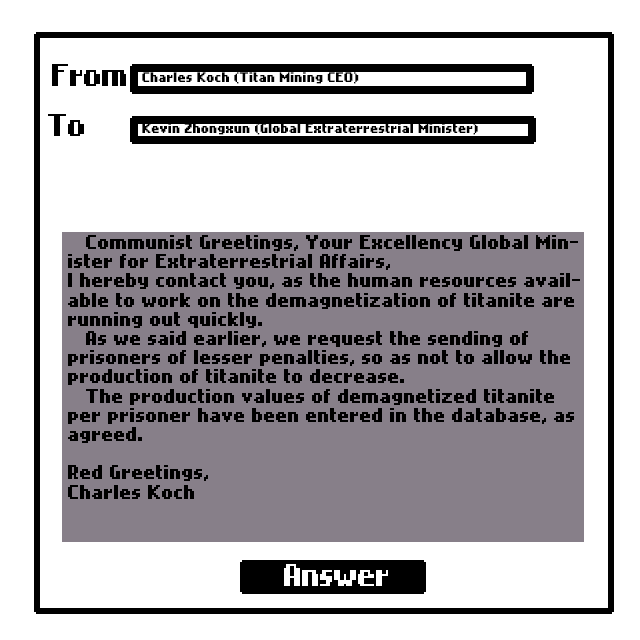 From Charles Koch (Titan Mining CEO)
To Kevin Zhongxun (Global Extraterrestrial Minister)
Communist Greetings, Your Excellency Global Min-
ister for Extraterrestrial Affairs,
I hereby contact you, as the human resources avail-
able to work on the demagnetization of titanite are
running out quickly.
As we said earlier, we request the sending of
prisoners of lesser penalties, so as not to allow the
production of titanite to decrease.
The production values of demagnetized titanite
per prisoner have been entered in the database, as
agreed.
Red Greetings,
Charles Koch
Answer